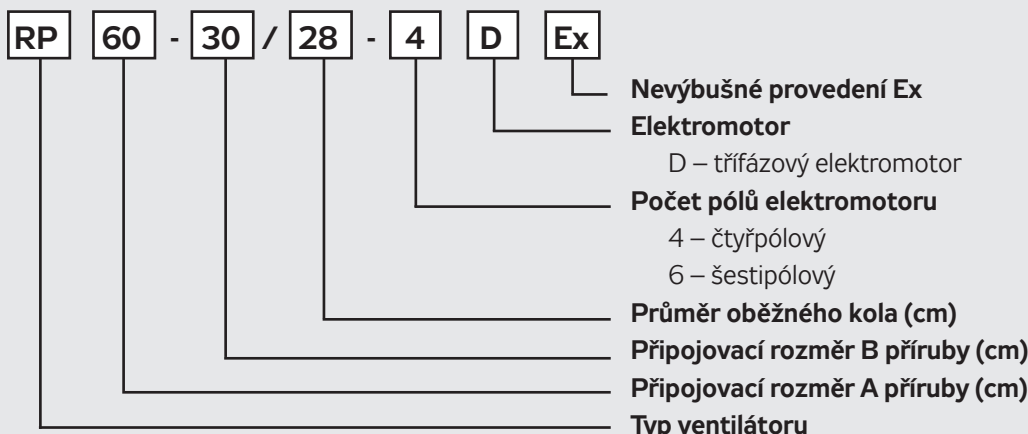 RP 60 - 30 / 28 - 4 D Ex
Nevýbušné provedení Ex
Elektromotor
D – třífázový elektromotor
Počet pólů elektromotoru
4 – čtyřpólový
6 – šestipólový
Průměr oběžného kola (cm)
Připojovací rozměr B příruby (cm)
Připojovací rozměr A příruby (cm)
Typ ventilátoru